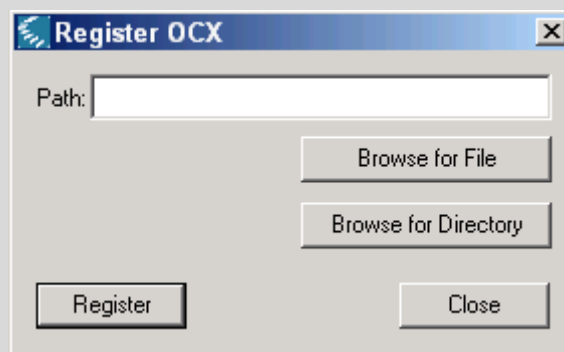 Register OCX
Path:
Browse for File
Browse for Directory
Register Close